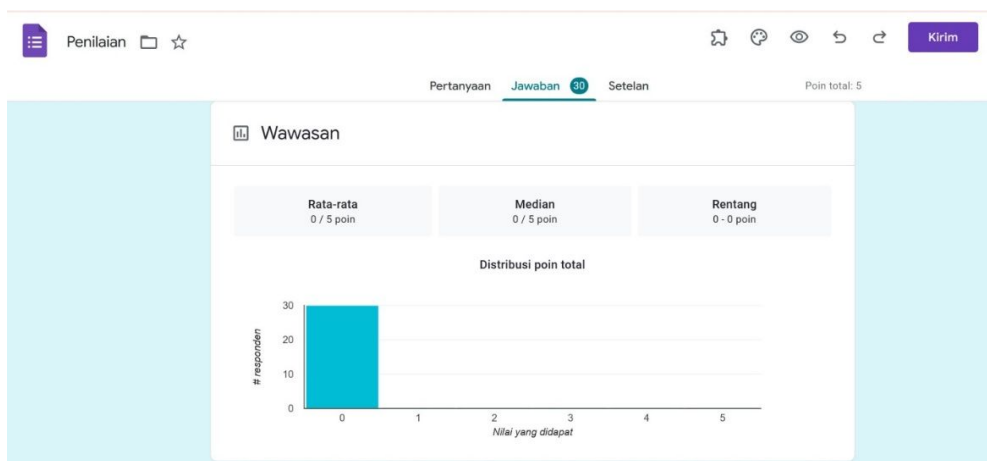 Penilaian
Kirim
Pertanyaan Jawaban 30 Setelan Poin total: 5
Wawasan
Rata-rata Median Rentang
0 / 5 poin 0 / 5 poin 0 - 0 poin
Distribusi poin total
30
20
10
0
# responden
0 1 2 3 4 5
Nilai yang didapat